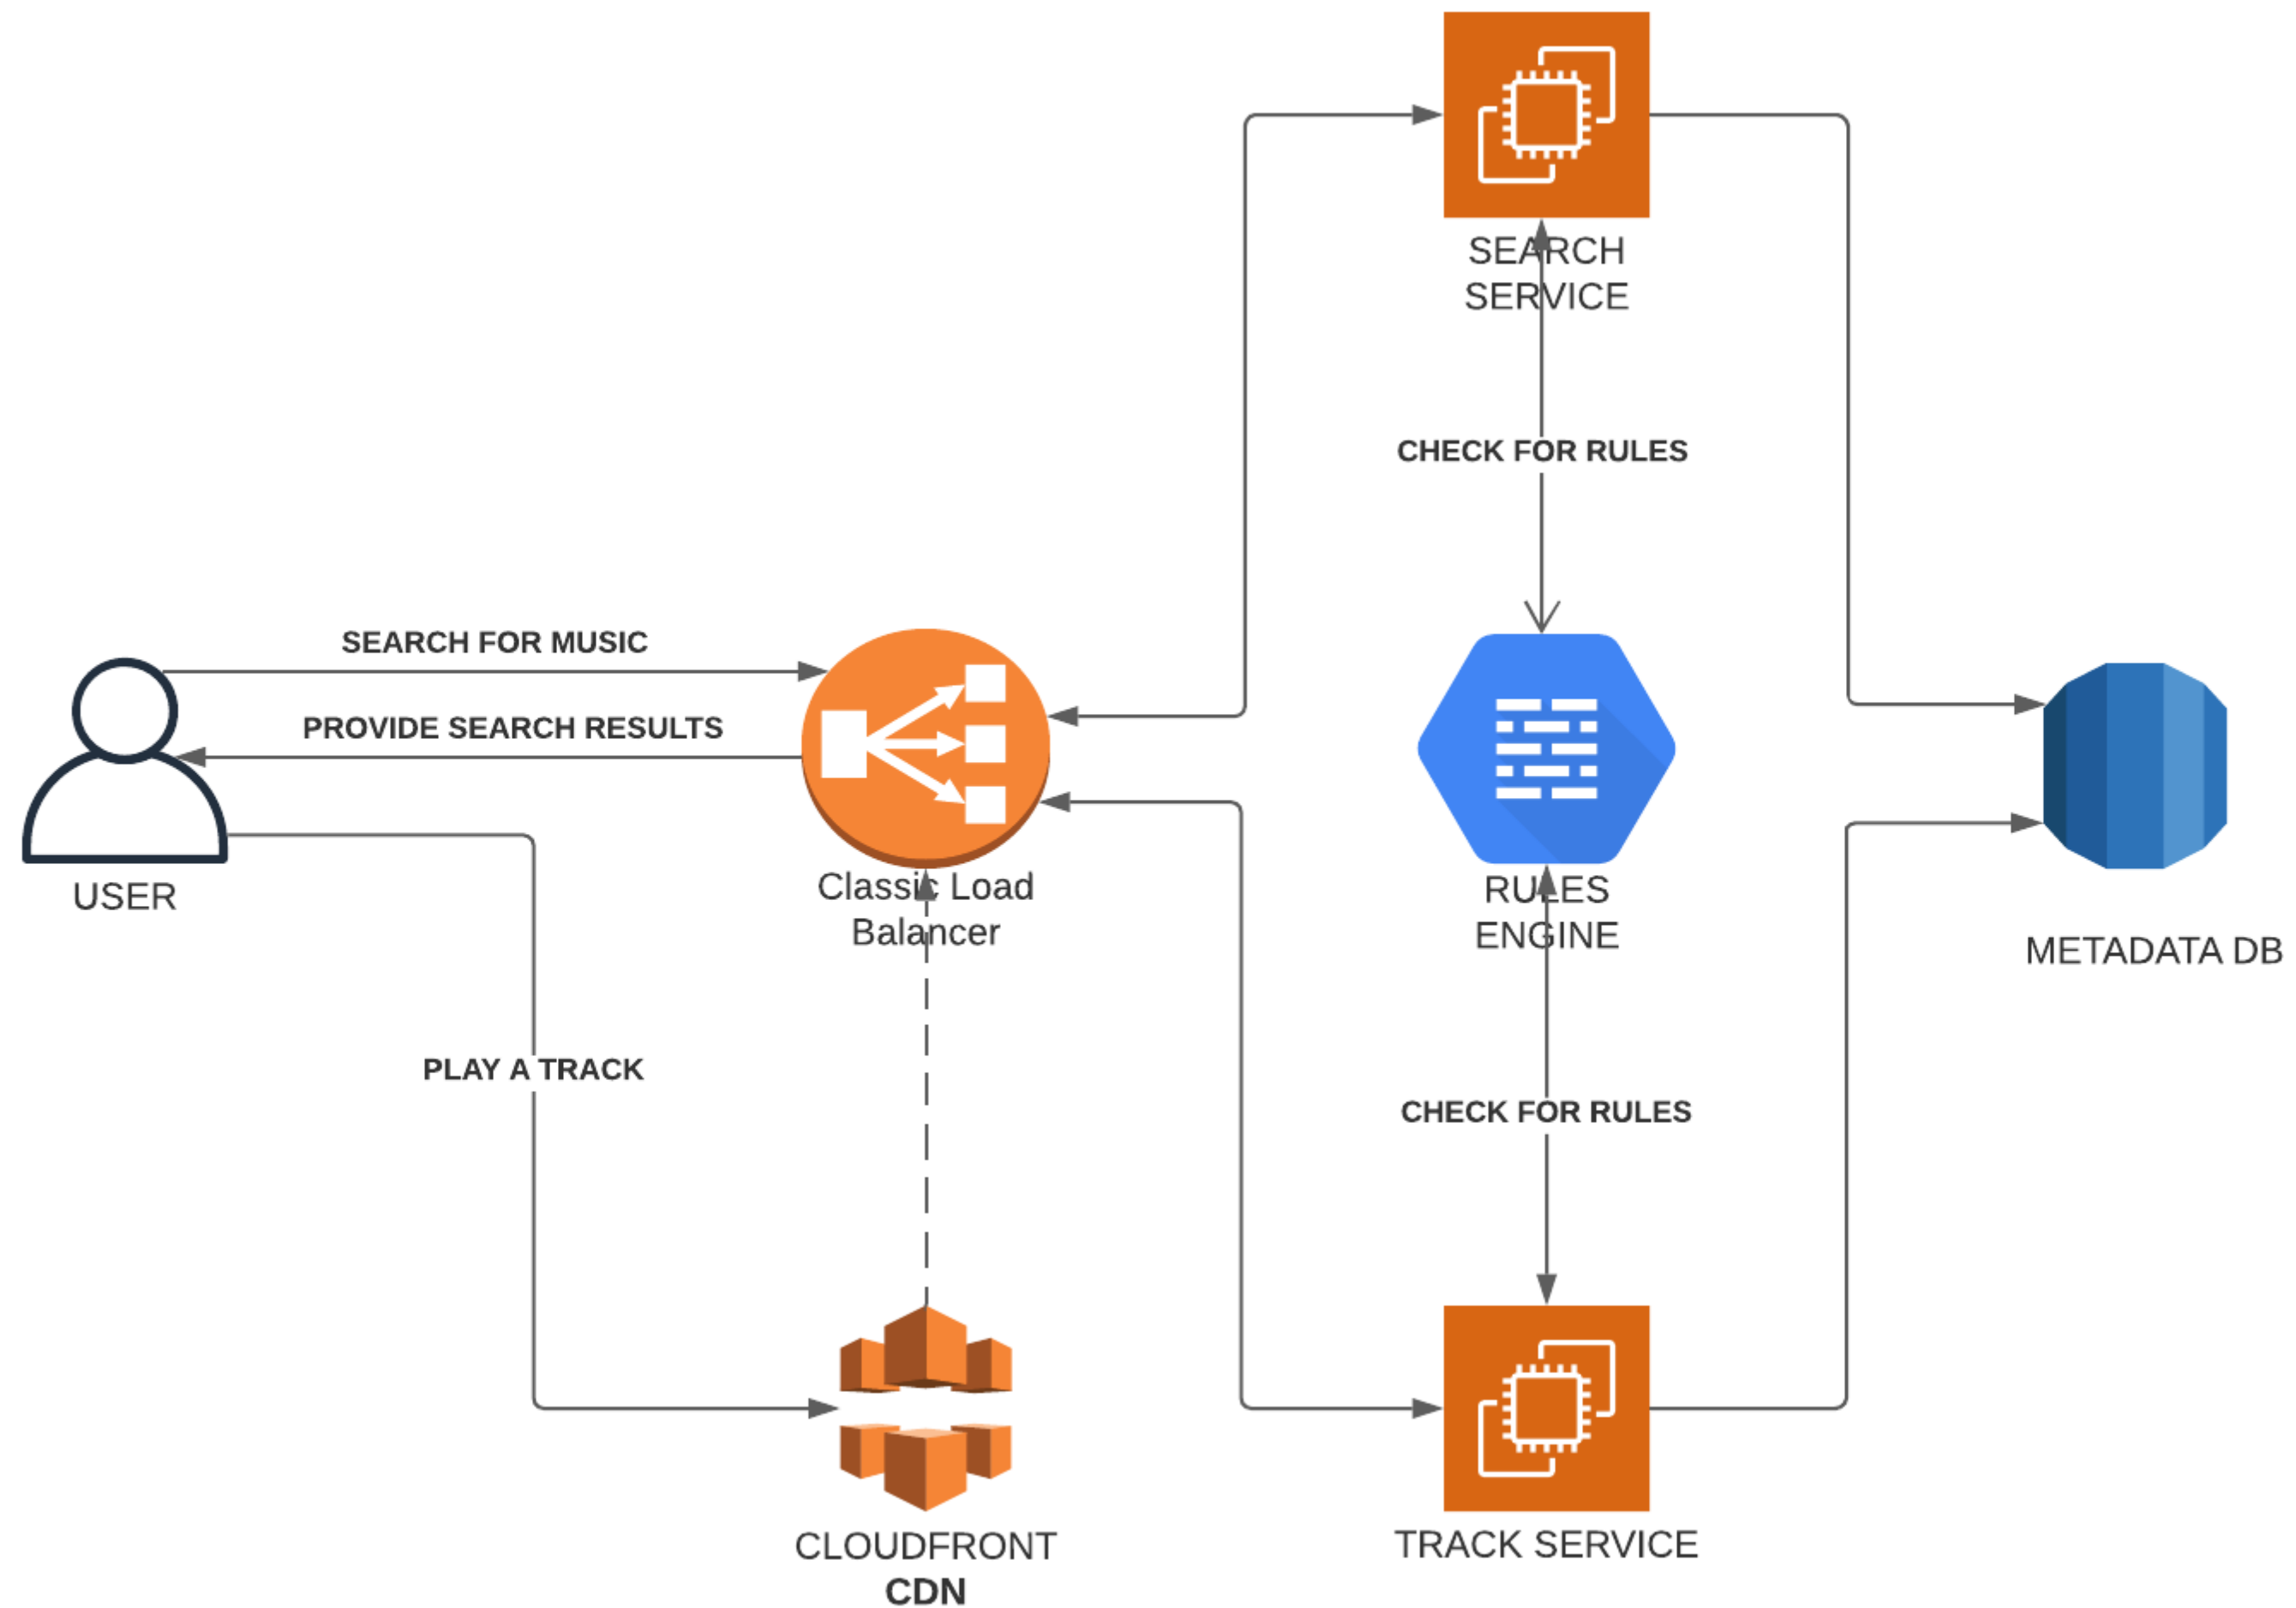 SEARCH
SERVICE
CHECK FOR RULES
SEARCH FOR MUSIC
PROVIDE SEARCH RESULTS
USER
Classic Load
Balancer
RULES
ENGINE
METADATA DB
PLAY A TRACK
CHECK FOR RULES
CLOUDFRONT
CDN
TRACK SERVICE